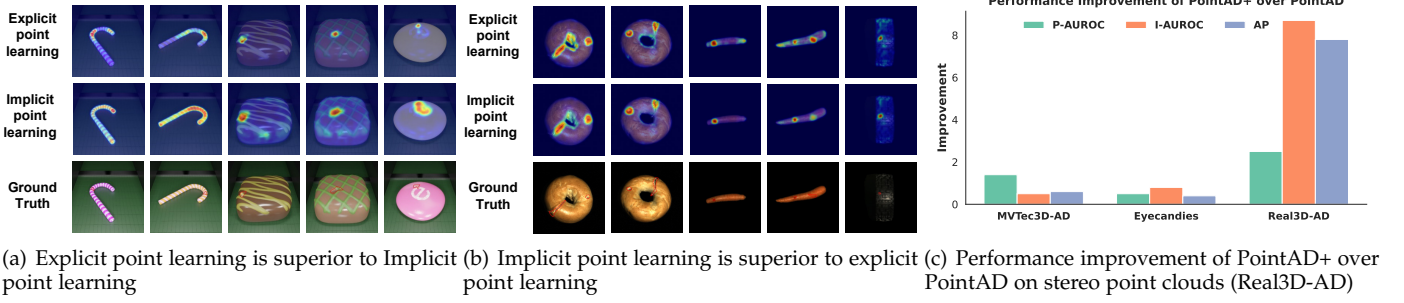 Explicit
point
learning
Implicit
point
learning
Ground
Truth
Explicit
point
learning
Implicit
point
learning
Ground
Truth
Performance improvement of PointAD+ over PointAD
P-AUROC I-AUROC AP
Improvement
8
6
4
2
0
MVTec3D-AD Eyecandies Real3D-AD
(a) Explicit point learning is superior to Implicit
point learning
(b) Implicit point learning is superior to explicit
point learning
(c) Performance improvement of PointAD+ over
PointAD on stereo point clouds (Real3D-AD)